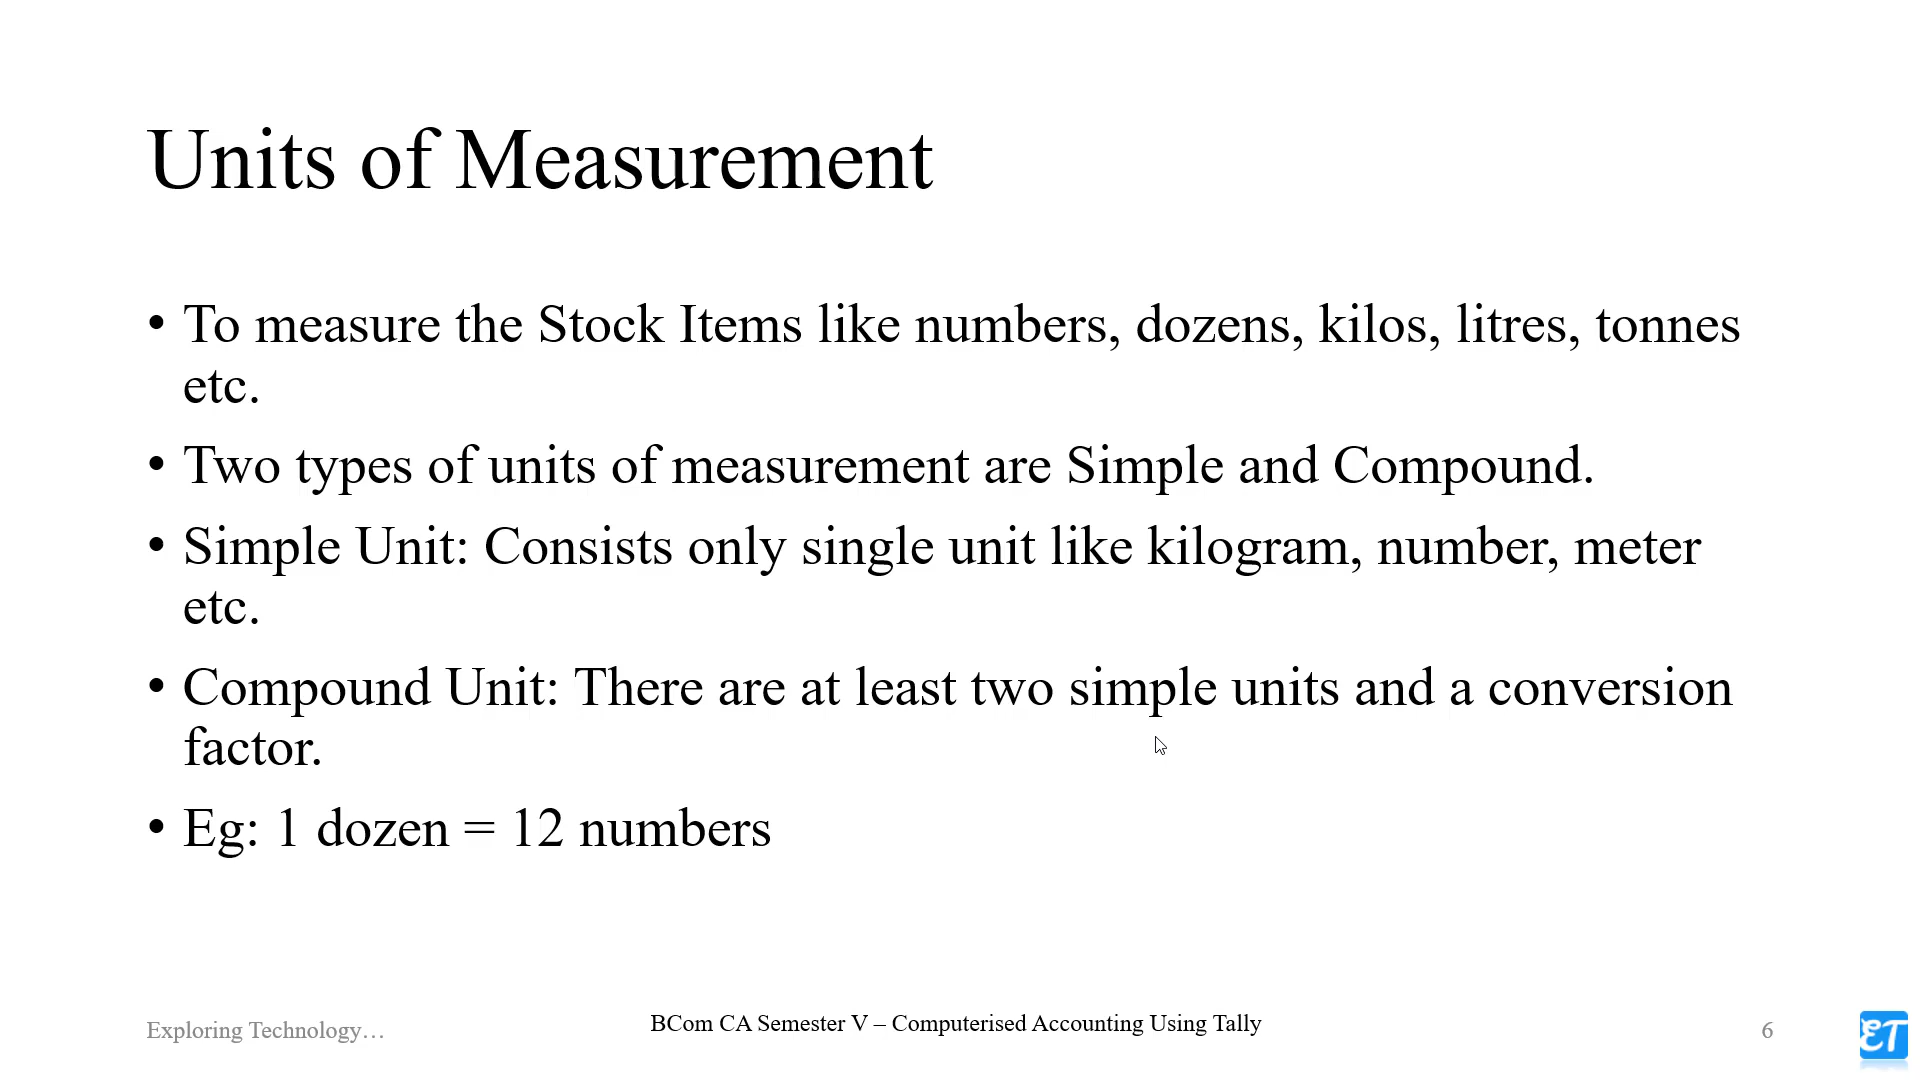 Units of Measurement
• To measure the Stock Items like numbers, dozens, kilos, litres, tonnes
etc.
• Two types of units of measurement are Simple and Compound.
• Simple Unit: Consists only single unit like kilogram, number, meter
etc.
• Compound Unit: There are at least two simple units and a conversion
factor.
• Eg: 1 dozen = 12 numbers
Exploring Technology…
BCom CA Semester V – Computerised Accounting Using Tally
6
ET